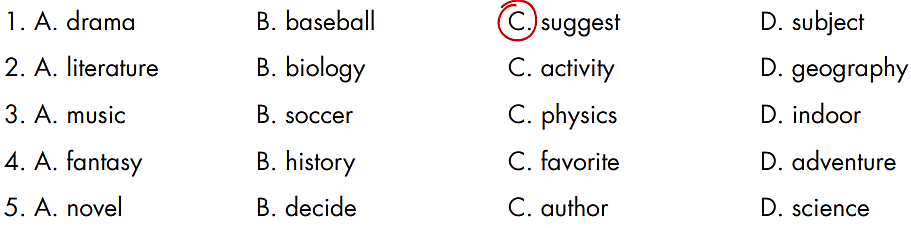 1. A. drama B. baseball C. suggest D. subject
2. A. literature B. biology C. activity D. geography
3. A. music B. soccer C. physics D. indoor
4. A. fantasy B. history C. favorite D. adventure
5. A. novel B. decide C. author D. science